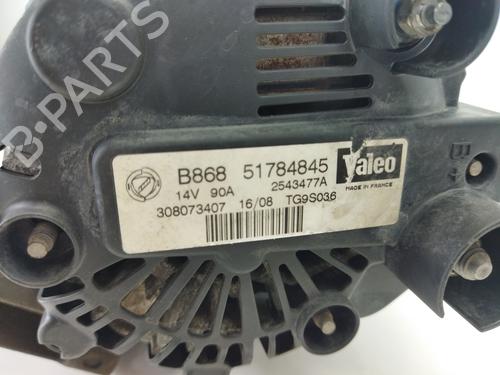 B-PARTS
B868 51784845 Valeo
14V 90A 2543477A MADE IN FRANCE
308073407 16/08 TG9S036
B+